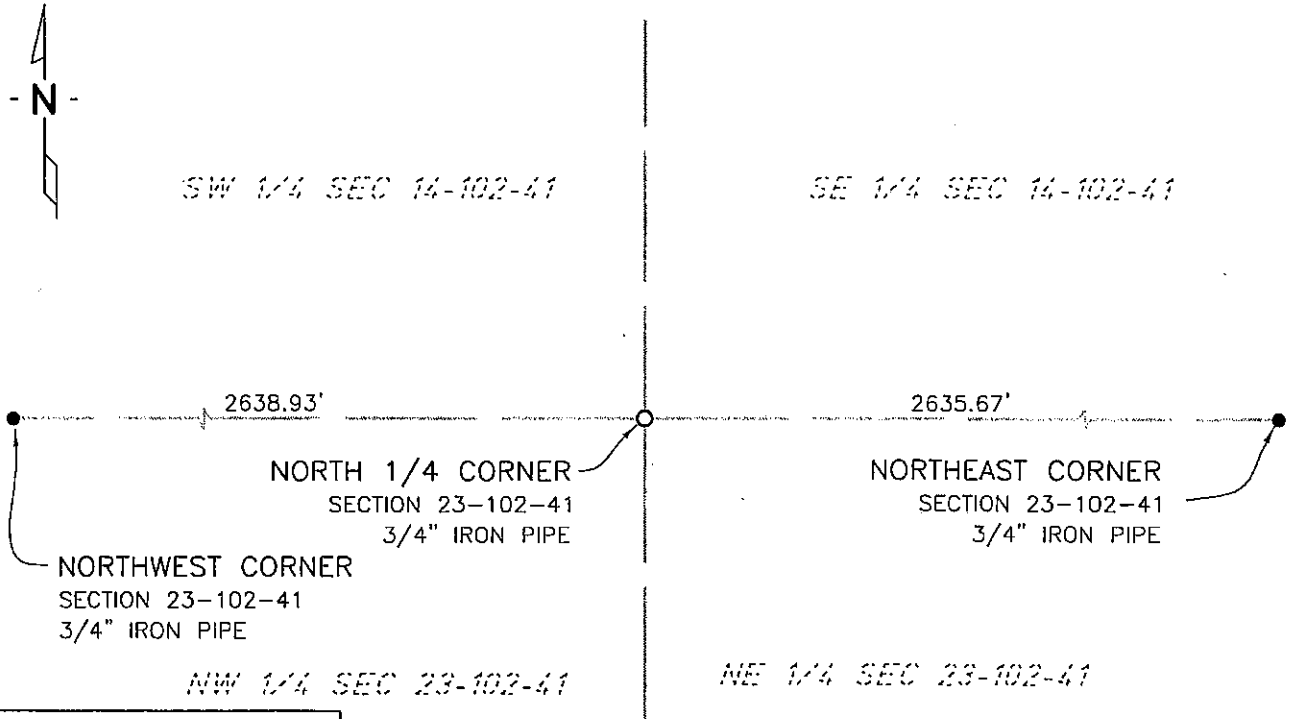 - N -
SW 1/4 SEC 14-102-41
SE 1/4 SEC 14-102-41
2638.93'
2635.67'
NORTH 1/4 CORNER
SECTION 23-102-41
3/4" IRON PIPE
NORTHEAST CORNER
SECTION 23-102-41
3/4" IRON PIPE
NORTHWEST CORNER
SECTION 23-102-41
3/4" IRON PIPE
NW 1/4 SEC 23-102-41
NE 1/4 SEC 23-102-41